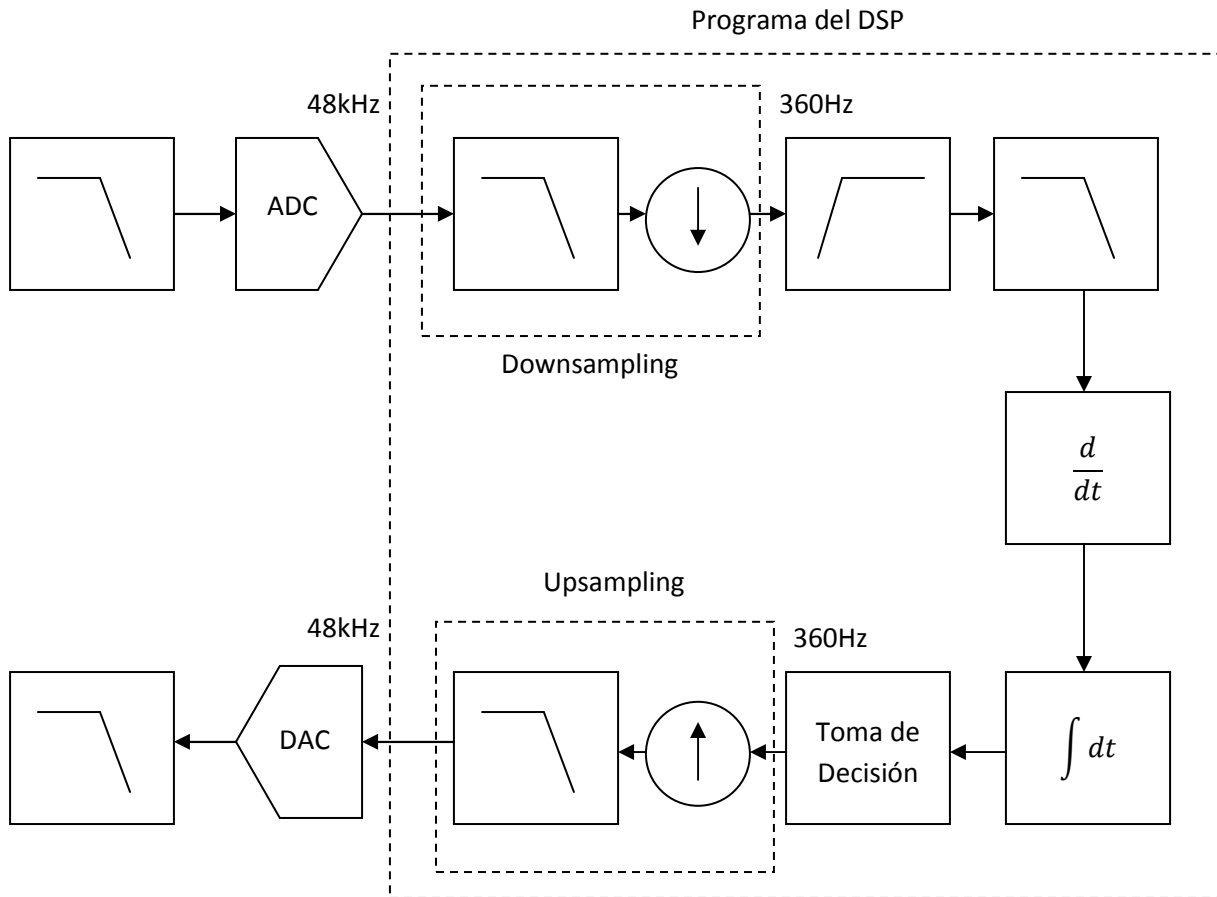 Programa del DSP
48kHz
360Hz
ADC
Downsampling
d
dt
Upsampling
48kHz
360Hz
DAC
Toma de
Decisión
∫ dt